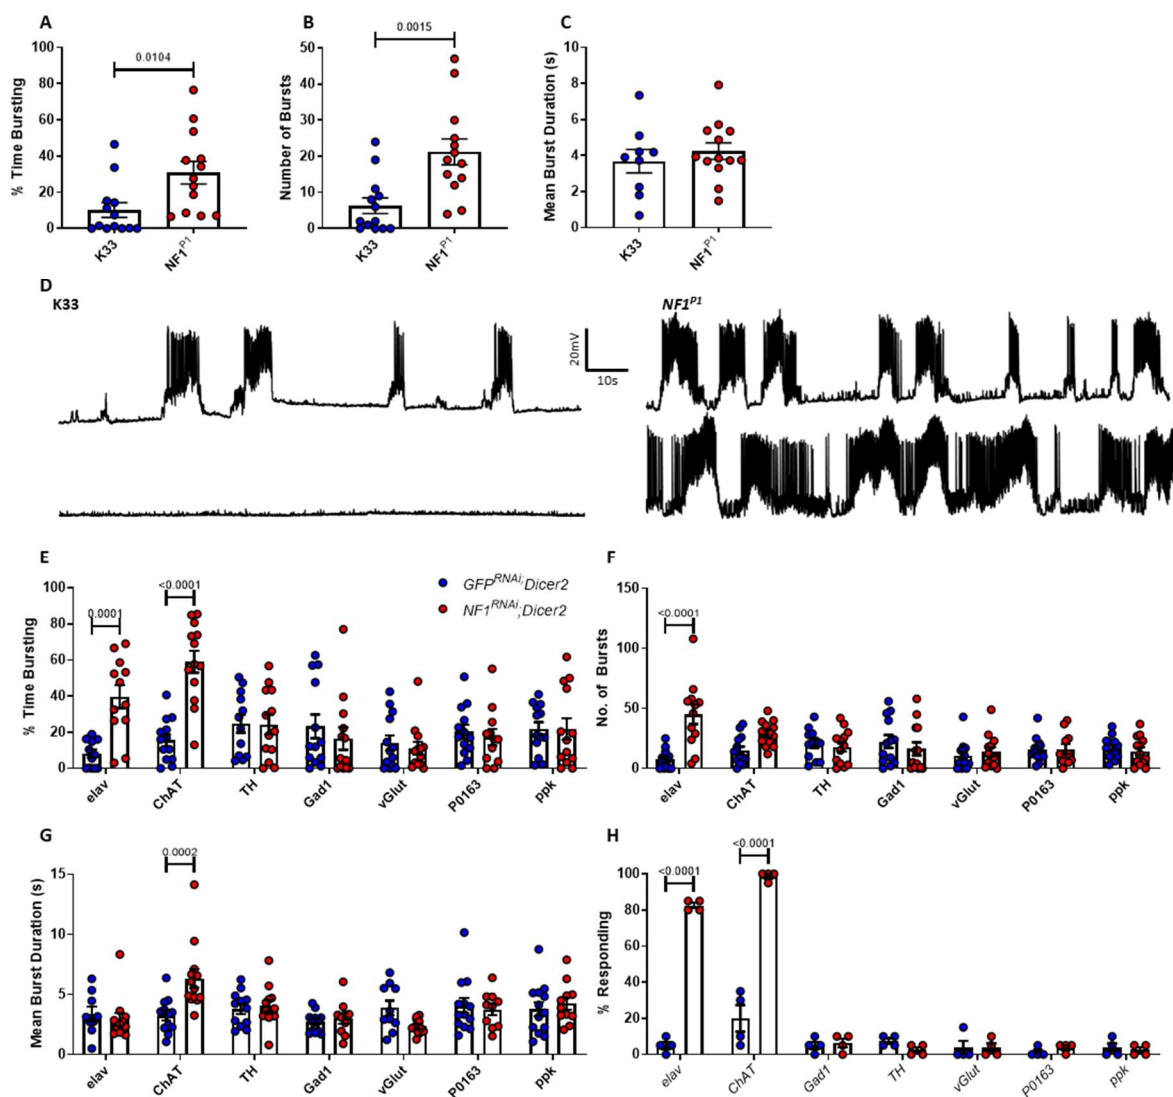 A
B
C
0.0104
0.0015
% Time Bursting
100
80
60
40
20
0
K33
NF1P1
Number of Bursts
50
40
30
20
10
0
K33
NF1P1
Mean Burst Duration (s)
10
8
6
4
2
0
K33
NF1P1
D
K33
NF1P1
20mV
10s
E
GFPRNAi;Dicer2
NF1RNAi;Dicer2
% Time Bursting
100
80
60
40
20
0
0.0001
<0.0001
elav
ChAT
TH
Gad1
vGlut
P0163
ppk
F
No. of Bursts
150
100
50
0
<0.0001
elav
ChAT
TH
Gad1
vGlut
P0163
ppk
G
Mean Burst Duration (s)
15
10
5
0
0.0002
elav
ChAT
TH
Gad1
vGlut
P0163
ppk
H
% Responding
100
80
60
40
20
0
<0.0001
<0.0001
elav
ChAT
Gad1
TH
vGlut
P0163
ppk